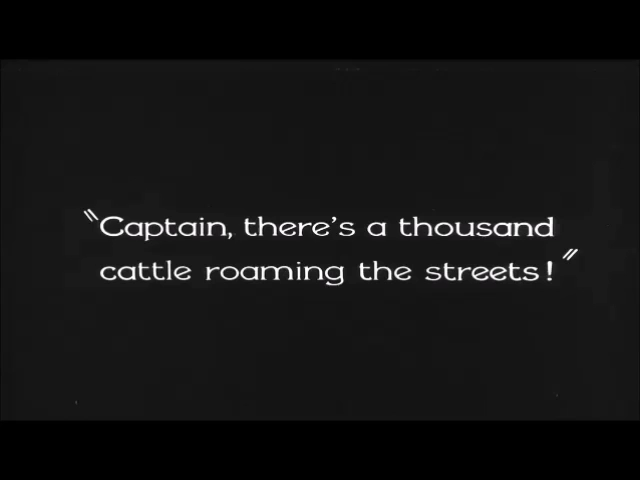 "Captain, there's a thousand
cattle roaming the streets!"